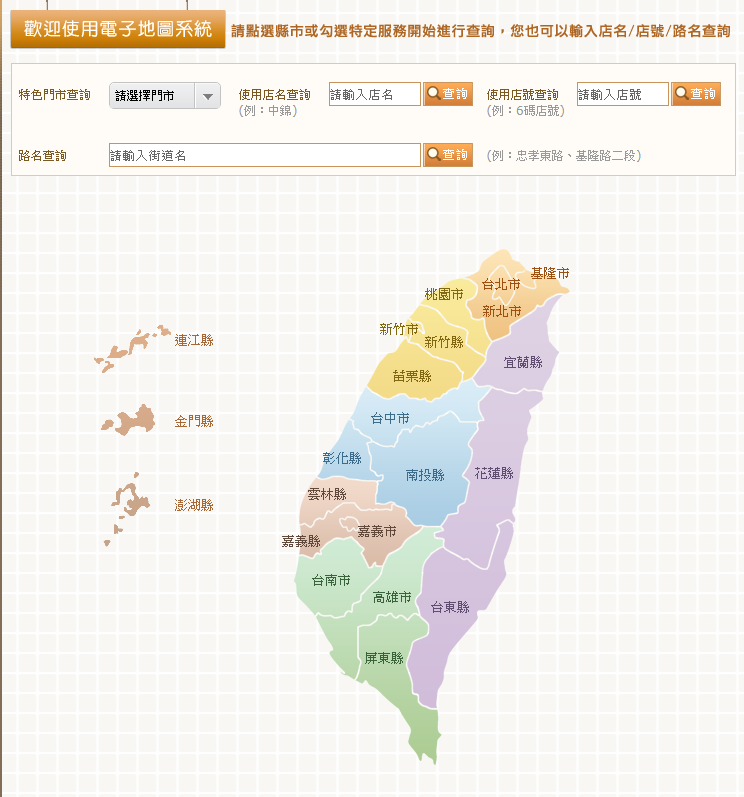 歡迎使用電子地圖系統
請點選縣市或勾選特定服務開始進行查詢，您也可以輸入店名/店號/路名查詢
特色門市查詢
請選擇門市
使用店名查詢
(例：中錦)
請輸入店名
查詢
使用店號查詢
(例：6碼店號)
請輸入店號
查詢
路名查詢
請輸入街道名
查詢
(例：忠孝東路、基隆路二段)
基隆市
台北市
桃園市
新北市
新竹市
新竹縣
連江縣
宜蘭縣
苗栗縣
台中市
金門縣
彰化縣
南投縣
花蓮縣
雲林縣
澎湖縣
嘉義市
嘉義縣
台南市
高雄市
台東縣
屏東縣